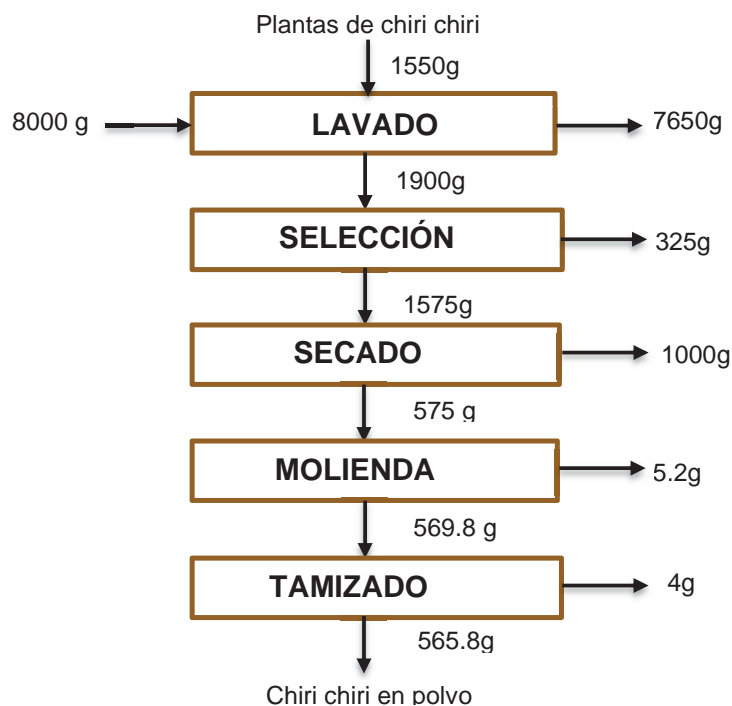 Plantas de chiri chiri
1550g
8000 g
LAVADO
7650g
1900g
SELECCIÓN
325g
1575g
SECADO
1000g
575 g
MOLIENDA
5.2g
569.8 g
TAMIZADO
4g
565.8g
Chiri chiri en polvo